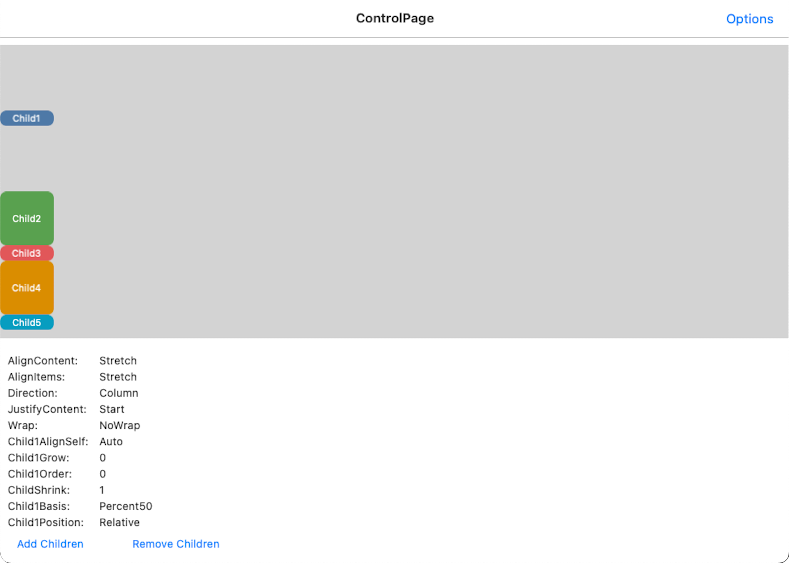 ControlPage
Options
Child1
Child2
Child3
Child4
Child5
AlignContent: Stretch
AlignItems: Stretch
Direction: Column
JustifyContent: Start
Wrap: NoWrap
Child1AlignSelf: Auto
Child1Grow: 0
Child1Order: 0
ChildShrink: 1
Child1Basis: Percent50
Child1Position: Relative
Add Children Remove Children